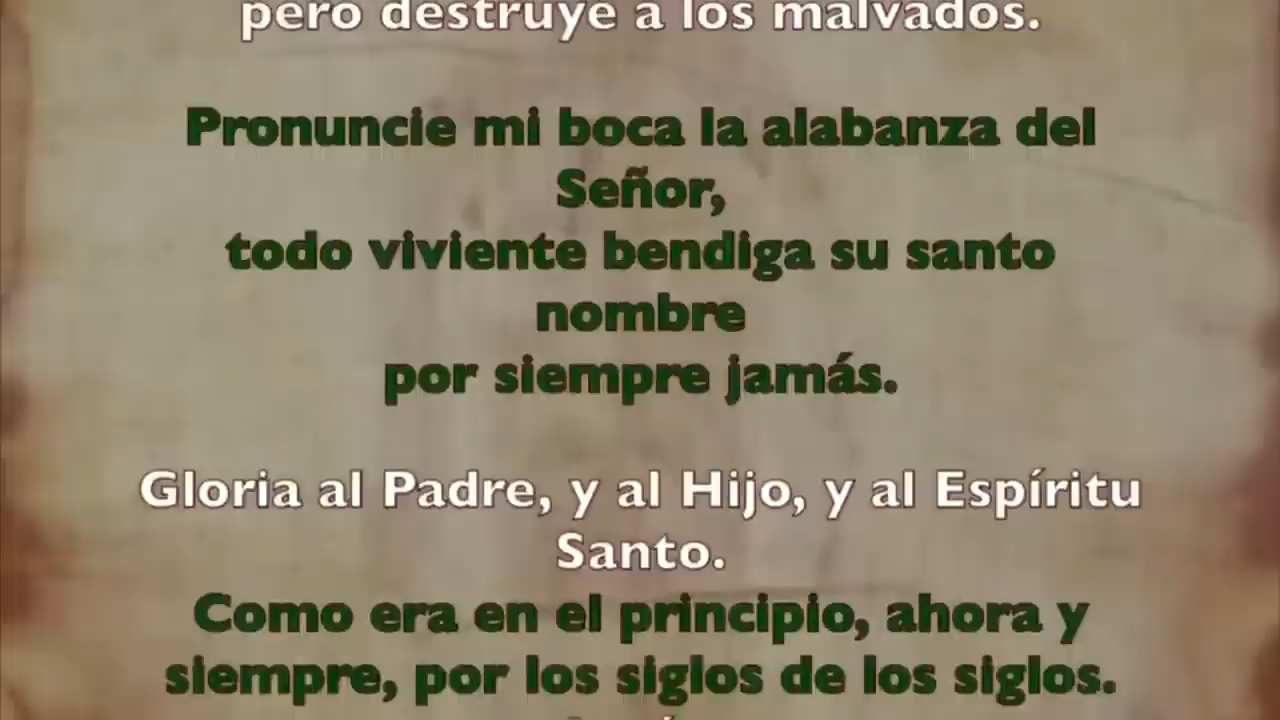 pero destruye a los malvados.
Pronuncie mi boca la alabanza del
Señor,
todo viviente bendiga su santo
nombre
por siempre jamás.
Gloria al Padre, y al Hijo, y al Espíritu
Santo.
Como era en el principio, ahora y
siempre, por los siglos de los siglos.